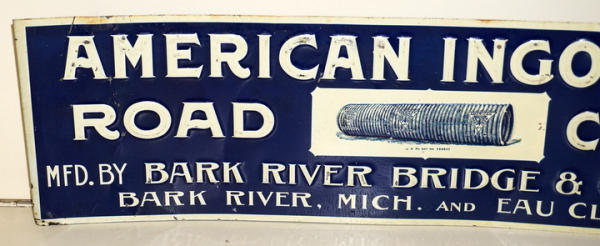 AMERICAN INGO
ROAD C
MFD. BY BARK RIVER BRIDGE &
BARK RIVER, MICH. AND EAU CL